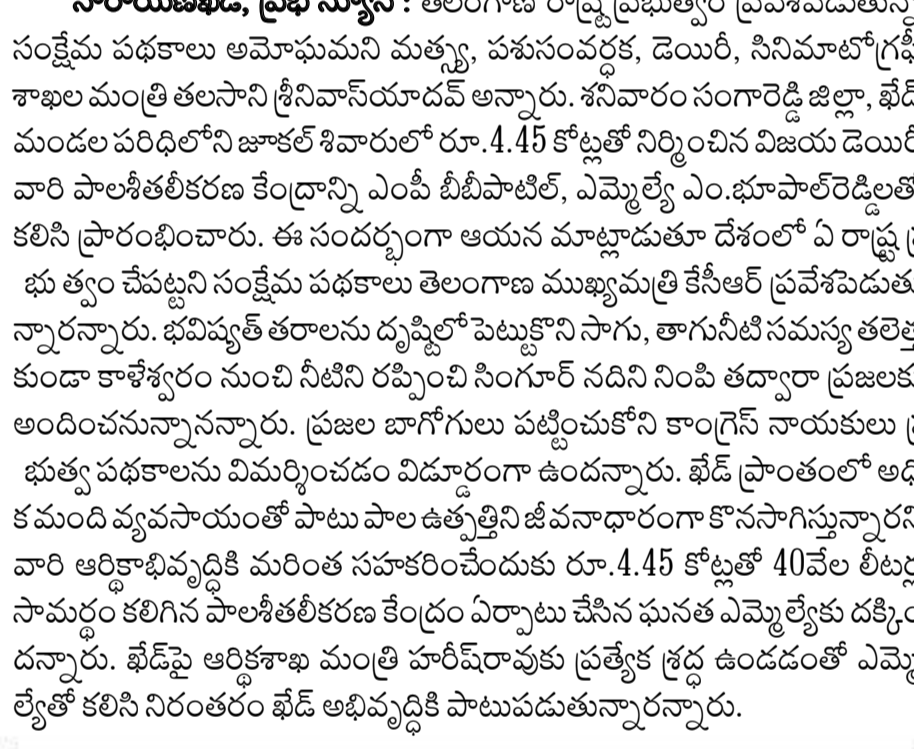 నారాయణఖేడ్, ప్రభ న్యూస్ : తెలంగాణ రాష్ట్ర ప్రభుత్వం
సంక్షేమ పథకాలు అమోఘమని మత్స్య, పశుసంవర్ధక, డెయిరీ, సినిమాటోగ్రఫీ
శాఖల మంత్రి తలసాని శ్రీనివాస్‌యాదవ్ అన్నారు. శనివారం సంగారెడ్డి జిల్లా, ఖేడ్
మండల పరిధిలోని జూకల్ శివారులో రూ.4.45 కోట్లతో నిర్మించిన విజయ డెయిరీ
వారి పాలశీతలీకరణ కేంద్రాన్ని ఎంపీ బీబీపాటిల్, ఎమ్మెల్యే ఎం.భూపాల్‌రెడ్డిలతో
కలిసి ప్రారంభించారు. ఈ సందర్భంగా ఆయన మాట్లాడుతూ దేశంలో ఏ రాష్ట్ర
భు త్వం చేపట్టని సంక్షేమ పథకాలు తెలంగాణ ముఖ్యమత్రి కేసీఆర్ ప్రవేశపెడుతు
న్నారన్నారు. భవిష్యత్ తరాలను దృష్టిలో పెట్టుకొని సాగు, తాగునీటి సమస్య తలెత్త
కుండా కాళేశ్వరం నుంచి నీటిని రప్పించి సింగూర్ నదిని నింపి తద్వారా ప్రజలక
అందించనున్నానన్నారు. ప్రజల బాగోగులు పట్టించుకోని కాంగ్రెస్ నాయకులు
భుత్వ పథకాలను విమర్శించడం విడ్డూరంగా ఉందన్నారు. ఖేడ్ ప్రాంతంలో అధి
క మంది వ్యవసాయంతో పాటు పాల ఉత్పత్తిని జీవనాధారంగా కొనసాగిస్తున్నారని
వారి ఆర్థికాభివృద్ధికి మరింత సహకరించేందుకు రూ.4.45 కోట్లతో 40వేల లీటర్ల
సామర్థం కలిగిన పాలశీతలీకరణ కేంద్రం ఏర్పాటు చేసిన ఘనత ఎమ్మెల్యేకు దక్కిం
దన్నారు. ఖేడ్‌పై ఆర్థికశాఖ మంత్రి హరీష్‌రావుకు ప్రత్యేక శ్రద్ధ ఉండడంతో ఎమ్మె
ల్యేతో కలిసి నిరంతరం ఖేడ్ అభివృద్ధికి పాటుపడుతున్నారన్నారు.